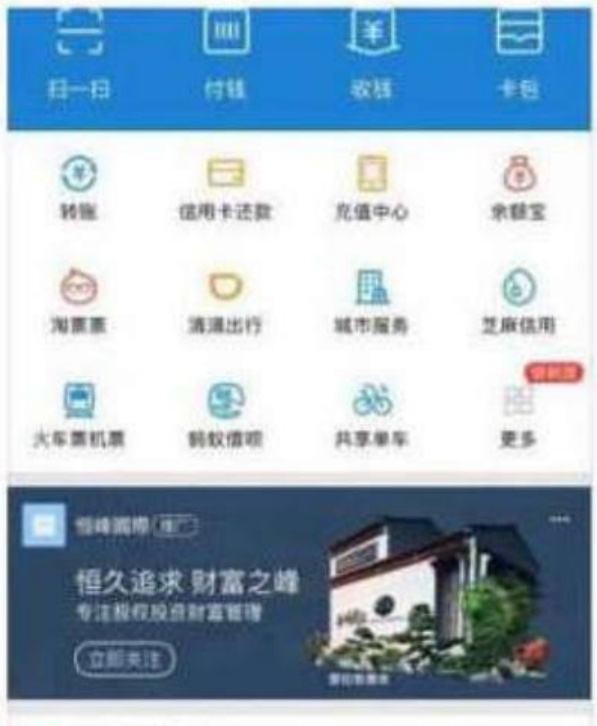 扫一扫 付钱 收钱 卡包
转账 信用卡还款 充值中心 余额宝
淘票票 滴滴出行 城市服务 芝麻信用
火车票机票 蚂蚁借呗 共享单车 更多
恒峰國際 推广
恒久追求 财富之峰
专注股权投资财富管理
立即关注